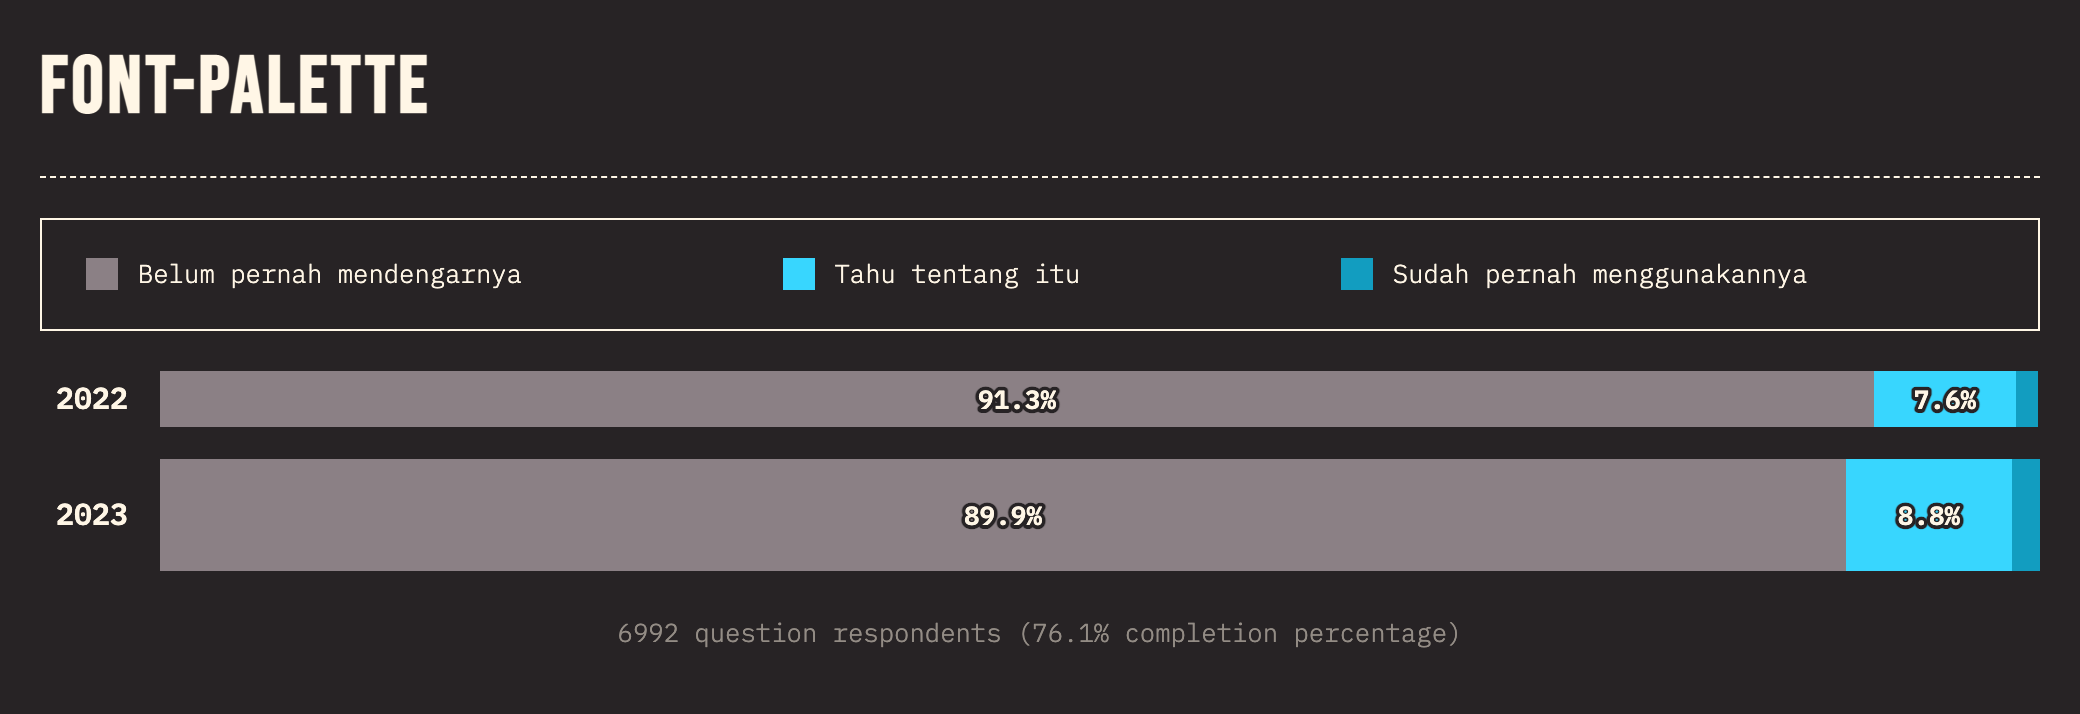 FONT-PALETTE
Belum pernah mendengarnya
Tahu tentang itu
Sudah pernah menggunakannya
2022
91.3%
7.6%
2023
89.9%
8.8%
6992 question respondents (76.1% completion percentage)